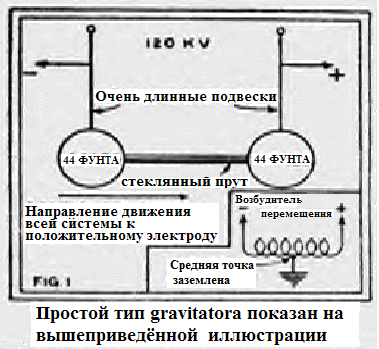 120 KV
- +
Очень длинные подвески
44 ФУНТА 44 ФУНТА
стеклянный прут
Направление движения
всей системы к
положительному электроду
Возбудитель
перемешения
- +
Средняя точка
заземлена
FIG. 1
Простой тип gravitatora показан на
вышеприведённой иллюстрации